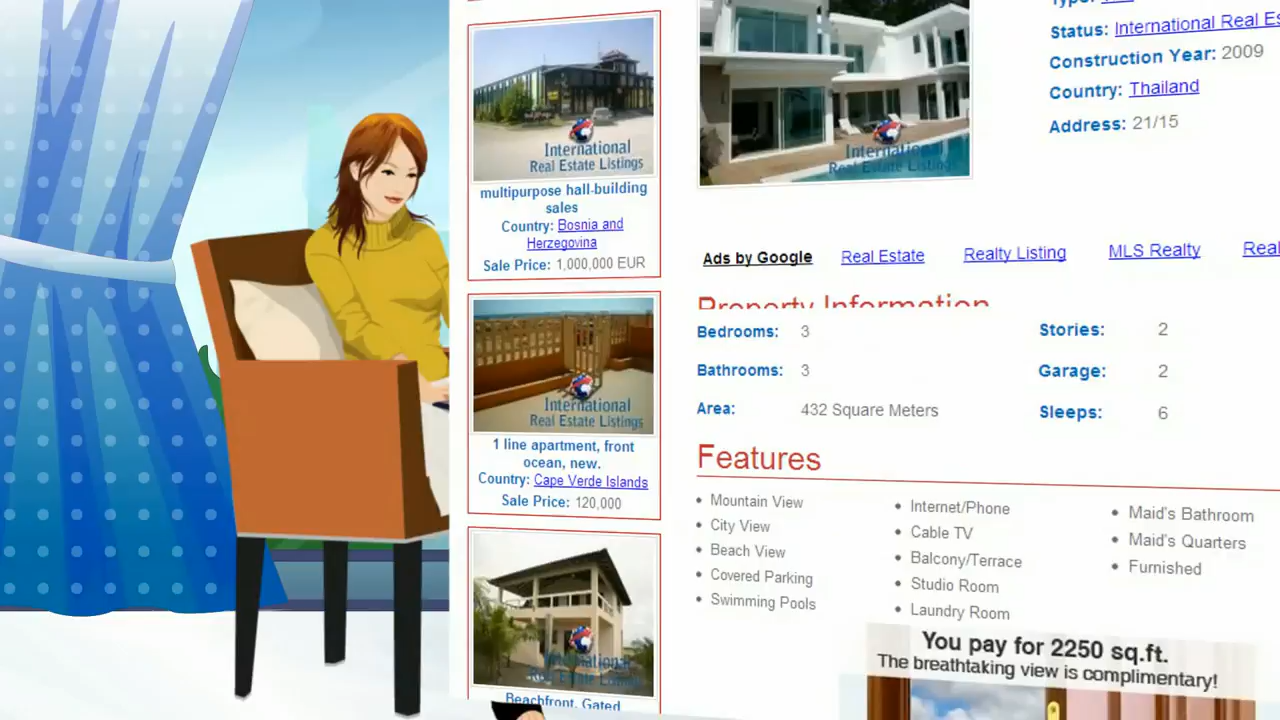 International
Real Estate Listings
multipurpose hall-building
sales
Country: Bosnia and
Herzegovina
Sale Price: 1,000,000 EUR
International
Real Estate Listings
1 line apartment, front
ocean, new.
Country: Cape Verde Islands
Sale Price: 120,000
International
Real Estate
Beachfront, Gated
International
Real Estate Listings
Type:
Status: International Real Es
Construction Year: 2009
Country: Thailand
Address: 21/15
Ads by Google Real Estate Realty Listing MLS Realty Real
Property Information
Bedrooms: 3 Stories: 2
Bathrooms: 3 Garage: 2
Area: 432 Square Meters Sleeps: 6
Features
Mountain View
City View
Beach View
Covered Parking
Swimming Pools
Internet/Phone
Cable TV
Balcony/Terrace
Studio Room
Laundry Room
Maid's Bathroom
Maid's Quarters
Furnished
You pay for 2250 sq.ft.
The breathtaking view is complimentary!